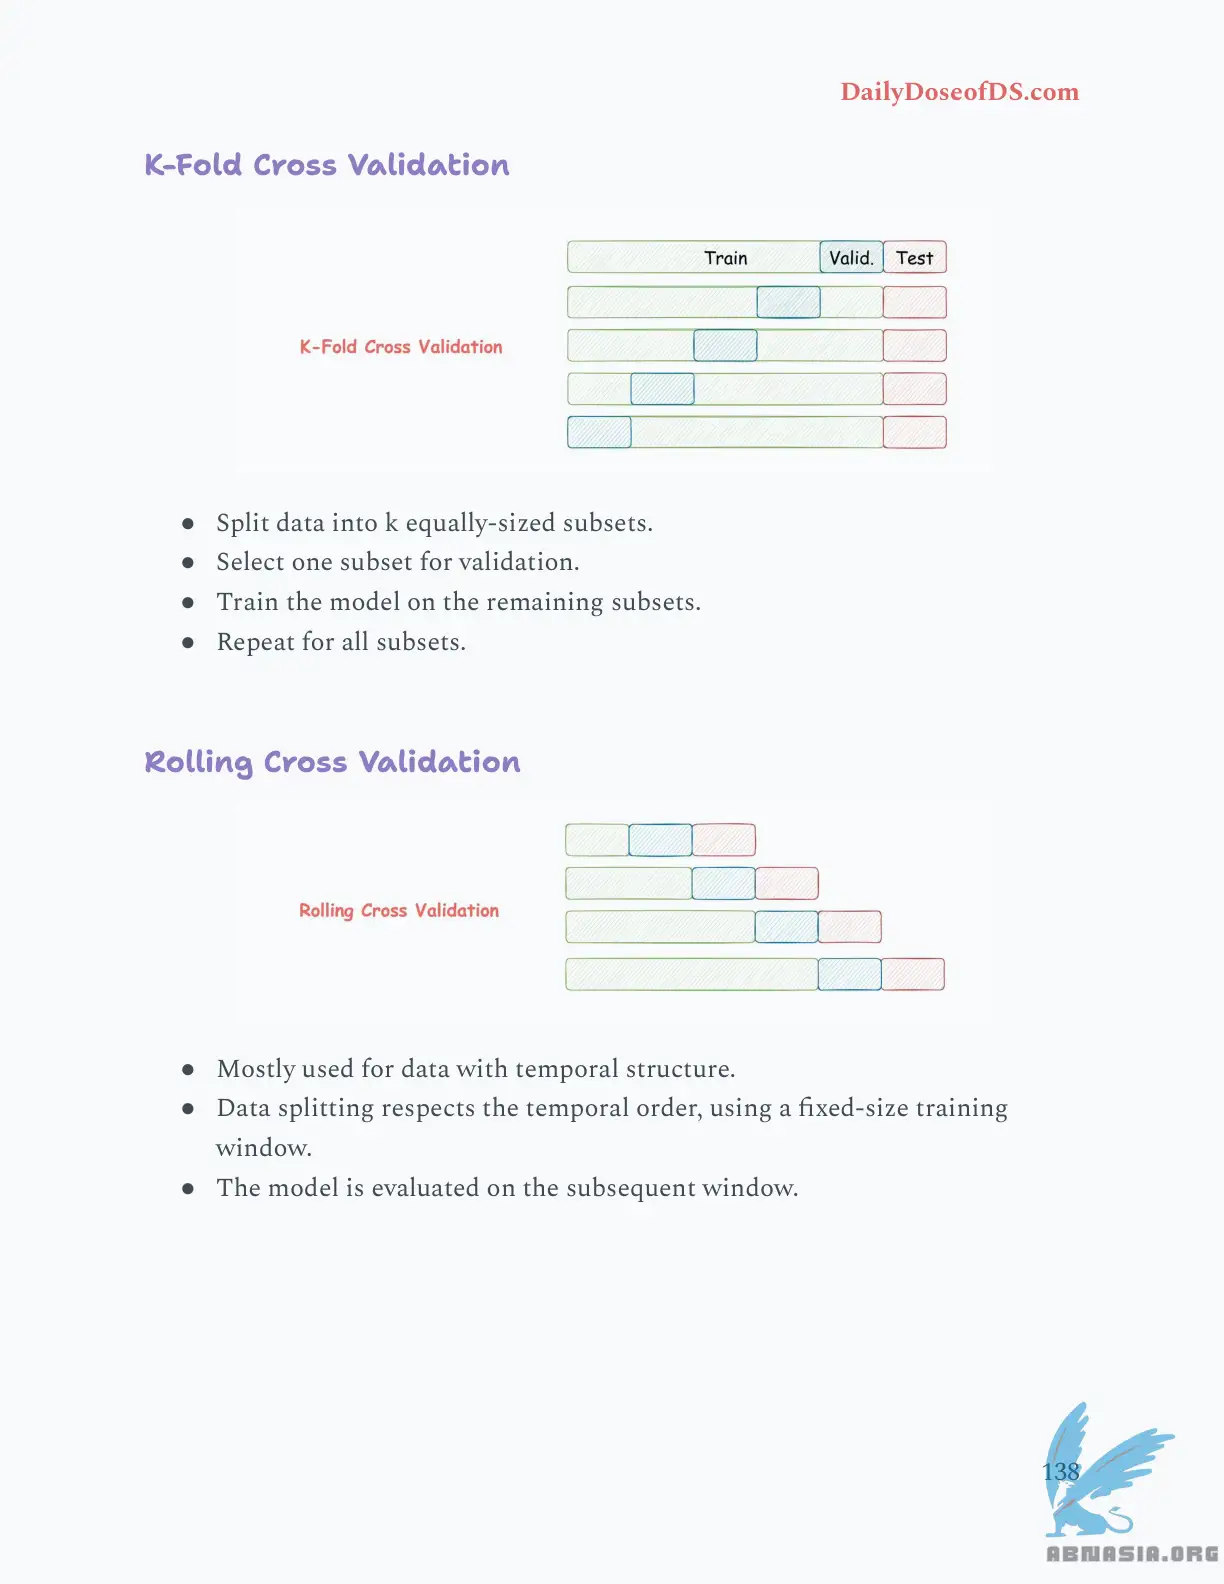 DailyDoseofDS.com
K-Fold Cross Validation
Train Valid. Test
K-Fold Cross Validation
● Split data into k equally-sized subsets.
● Select one subset for validation.
● Train the model on the remaining subsets.
● Repeat for all subsets.
Rolling Cross Validation
Rolling Cross Validation
● Mostly used for data with temporal structure.
● Data splitting respects the temporal order, using a fixed-size training
window.
● The model is evaluated on the subsequent window.
138
ABNASIA.ORG